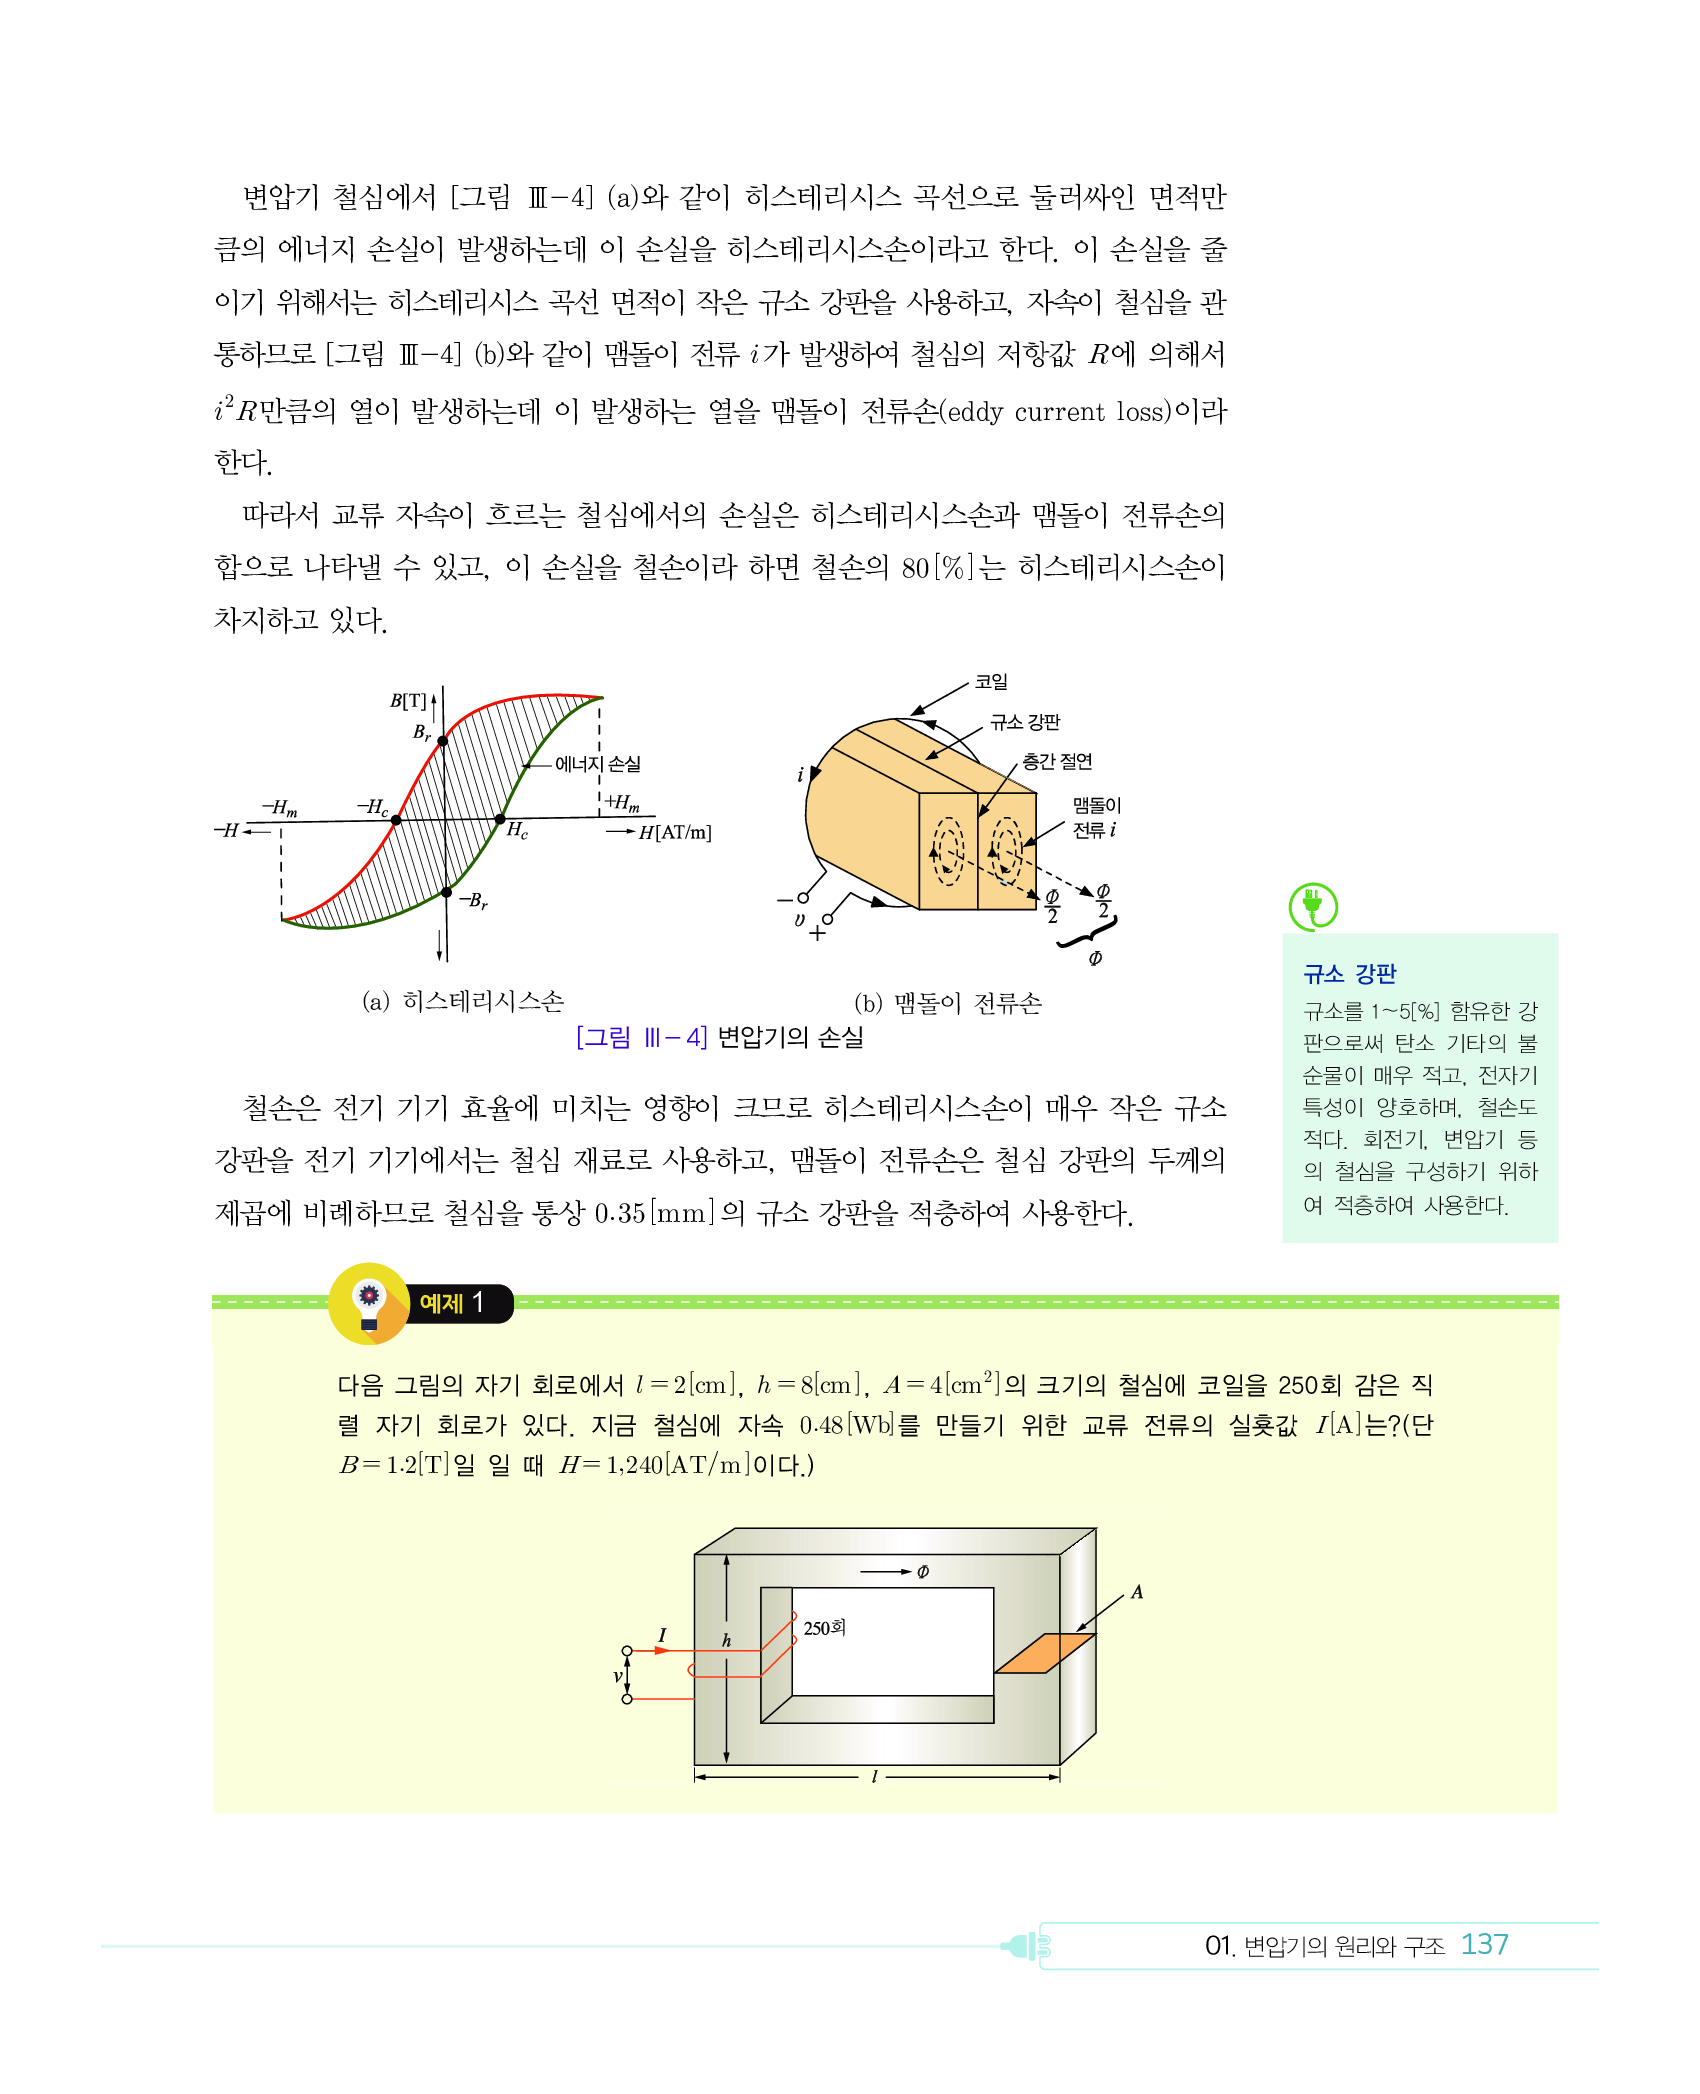 변압기 철심에서 [그림 Ⅲ-4] (a)와 같이 히스테리시스 곡선으로 둘러싸인 면적만
큼의 에너지 손실이 발생하는데 이 손실을 히스테리시스손이라고 한다. 이 손실을 줄
이기 위해서는 히스테리시스 곡선 면적이 작은 규소 강판을 사용하고, 자속이 철심을 관
통하므로 [그림 Ⅲ-4] (b)와 같이 맴돌이 전류 i가 발생하여 철심의 저항값 R에 의해서
i²R만큼의 열이 발생하는데 이 발생하는 열을 맴돌이 전류손(eddy current loss)이라
한다.
따라서 교류 자속이 흐르는 철심에서의 손실은 히스테리시스손과 맴돌이 전류손의
합으로 나타낼 수 있고, 이 손실을 철손이라 하면 철손의 80[%]는 히스테리시스손이
차지하고 있다.
B[T]
Br
에너지 손실
-Hm
-Hc
+Hm
-H
Hc
H[AT/m]
-Br
코일
규소 강판
층간 절연
i
맴돌이
전류 i
-
υ
+
Φ/2
Φ/2
Φ
(a) 히스테리시스손
(b) 맴돌이 전류손
[그림 Ⅲ-4] 변압기의 손실
규소 강판
규소를 1~5[%] 함유한 강
판으로써 탄소 기타의 불
순물이 매우 적고, 전자기
특성이 양호하며, 철손도
적다. 회전기, 변압기 등
의 철심을 구성하기 위하
여 적층하여 사용한다.
철손은 전기 기기 효율에 미치는 영향이 크므로 히스테리시스손이 매우 작은 규소
강판을 전기 기기에서는 철심 재료로 사용하고, 맴돌이 전류손은 철심 강판의 두께의
제곱에 비례하므로 철심을 통상 0.35[mm]의 규소 강판을 적층하여 사용한다.
예제 1
다음 그림의 자기 회로에서 l=2[cm], h=8[cm], A=4[cm²]의 크기의 철심에 코일을 250회 감은 직
렬 자기 회로가 있다. 지금 철심에 자속 0.48[Wb]를 만들기 위한 교류 전류의 실횻값 I[A]는?(단
B=1.2[T]일 일 때 H=1,240[AT/m]이다.)
Φ
A
250회
I
h
v
l
01. 변압기의 원리와 구조 137